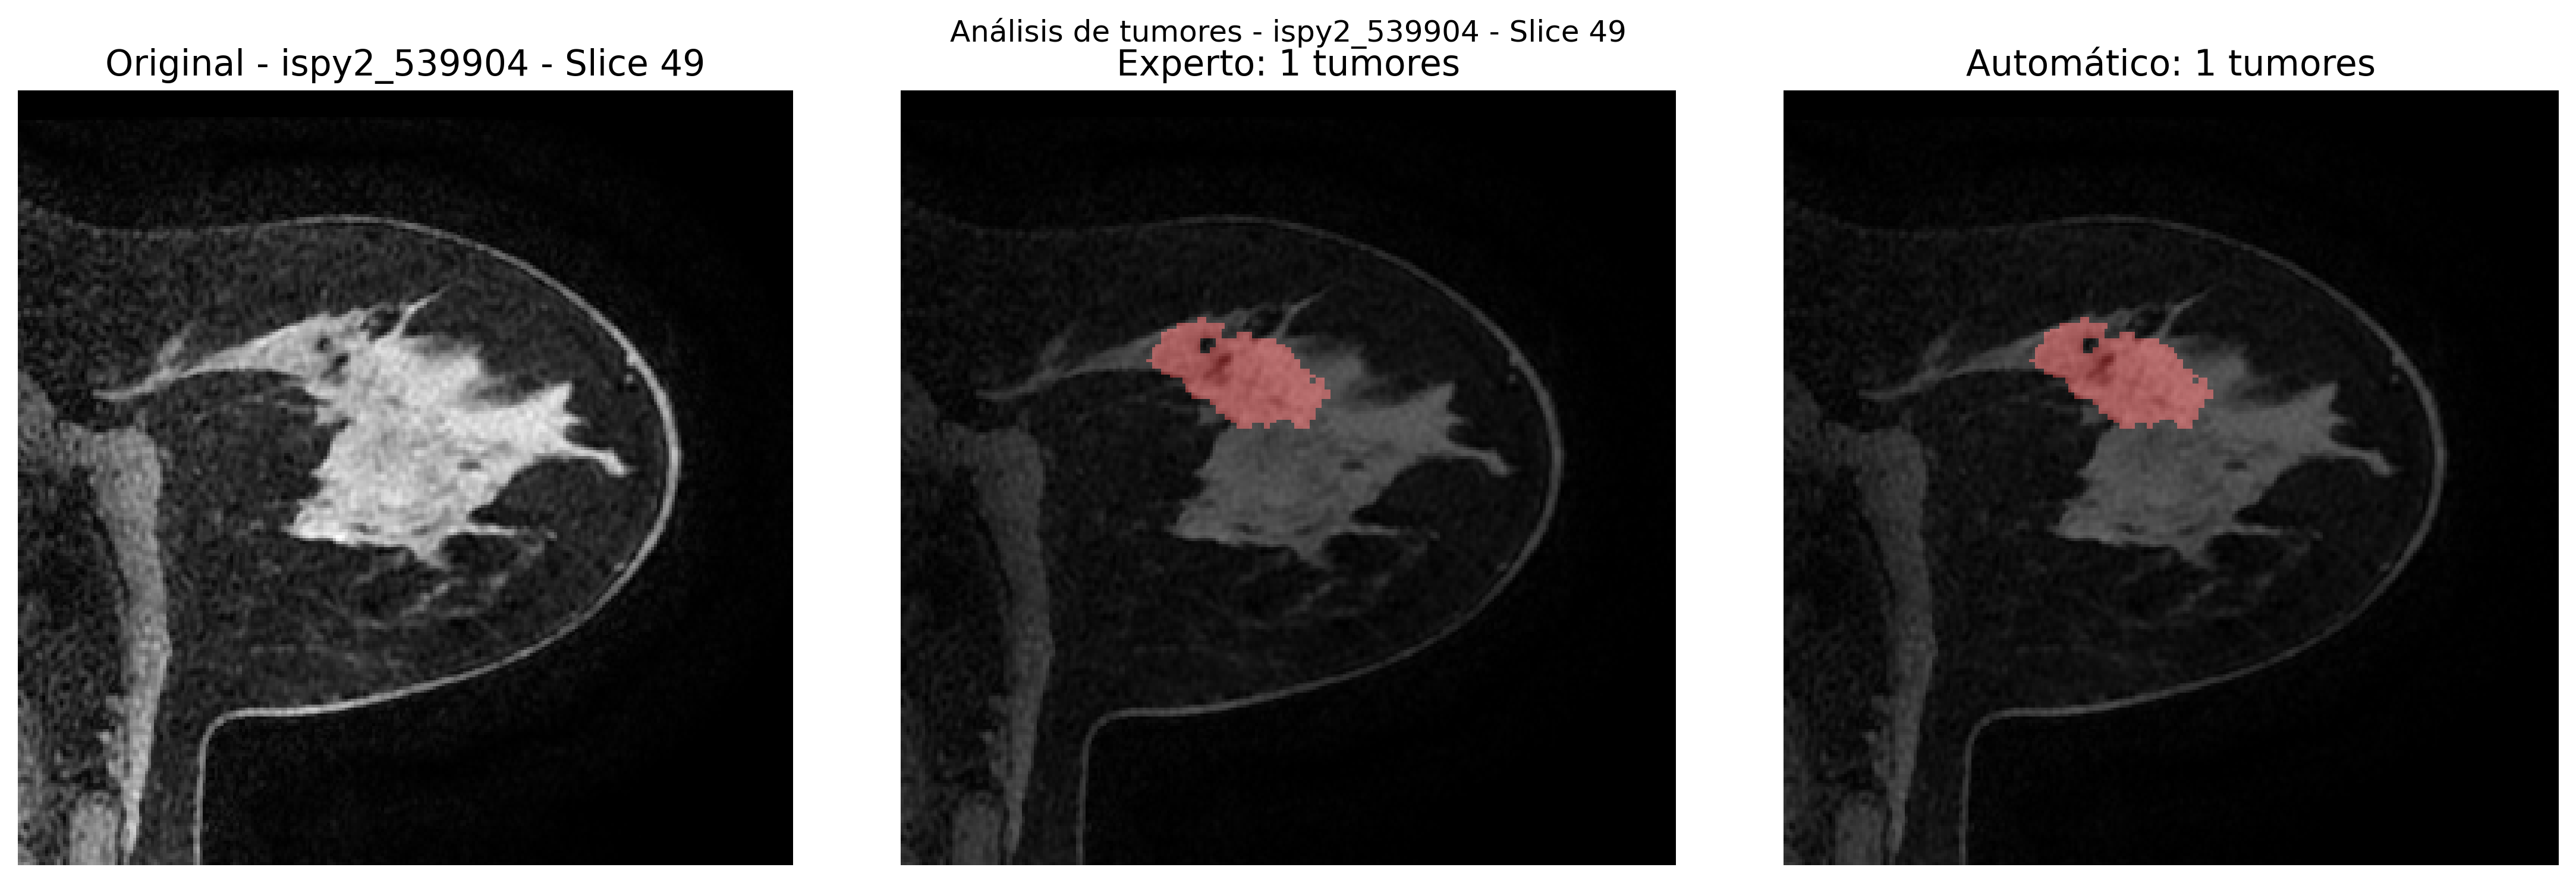 Análisis de tumores - ispy2_539904 - Slice 49
Original - ispy2_539904 - Slice 49
Experto: 1 tumores
Automático: 1 tumores